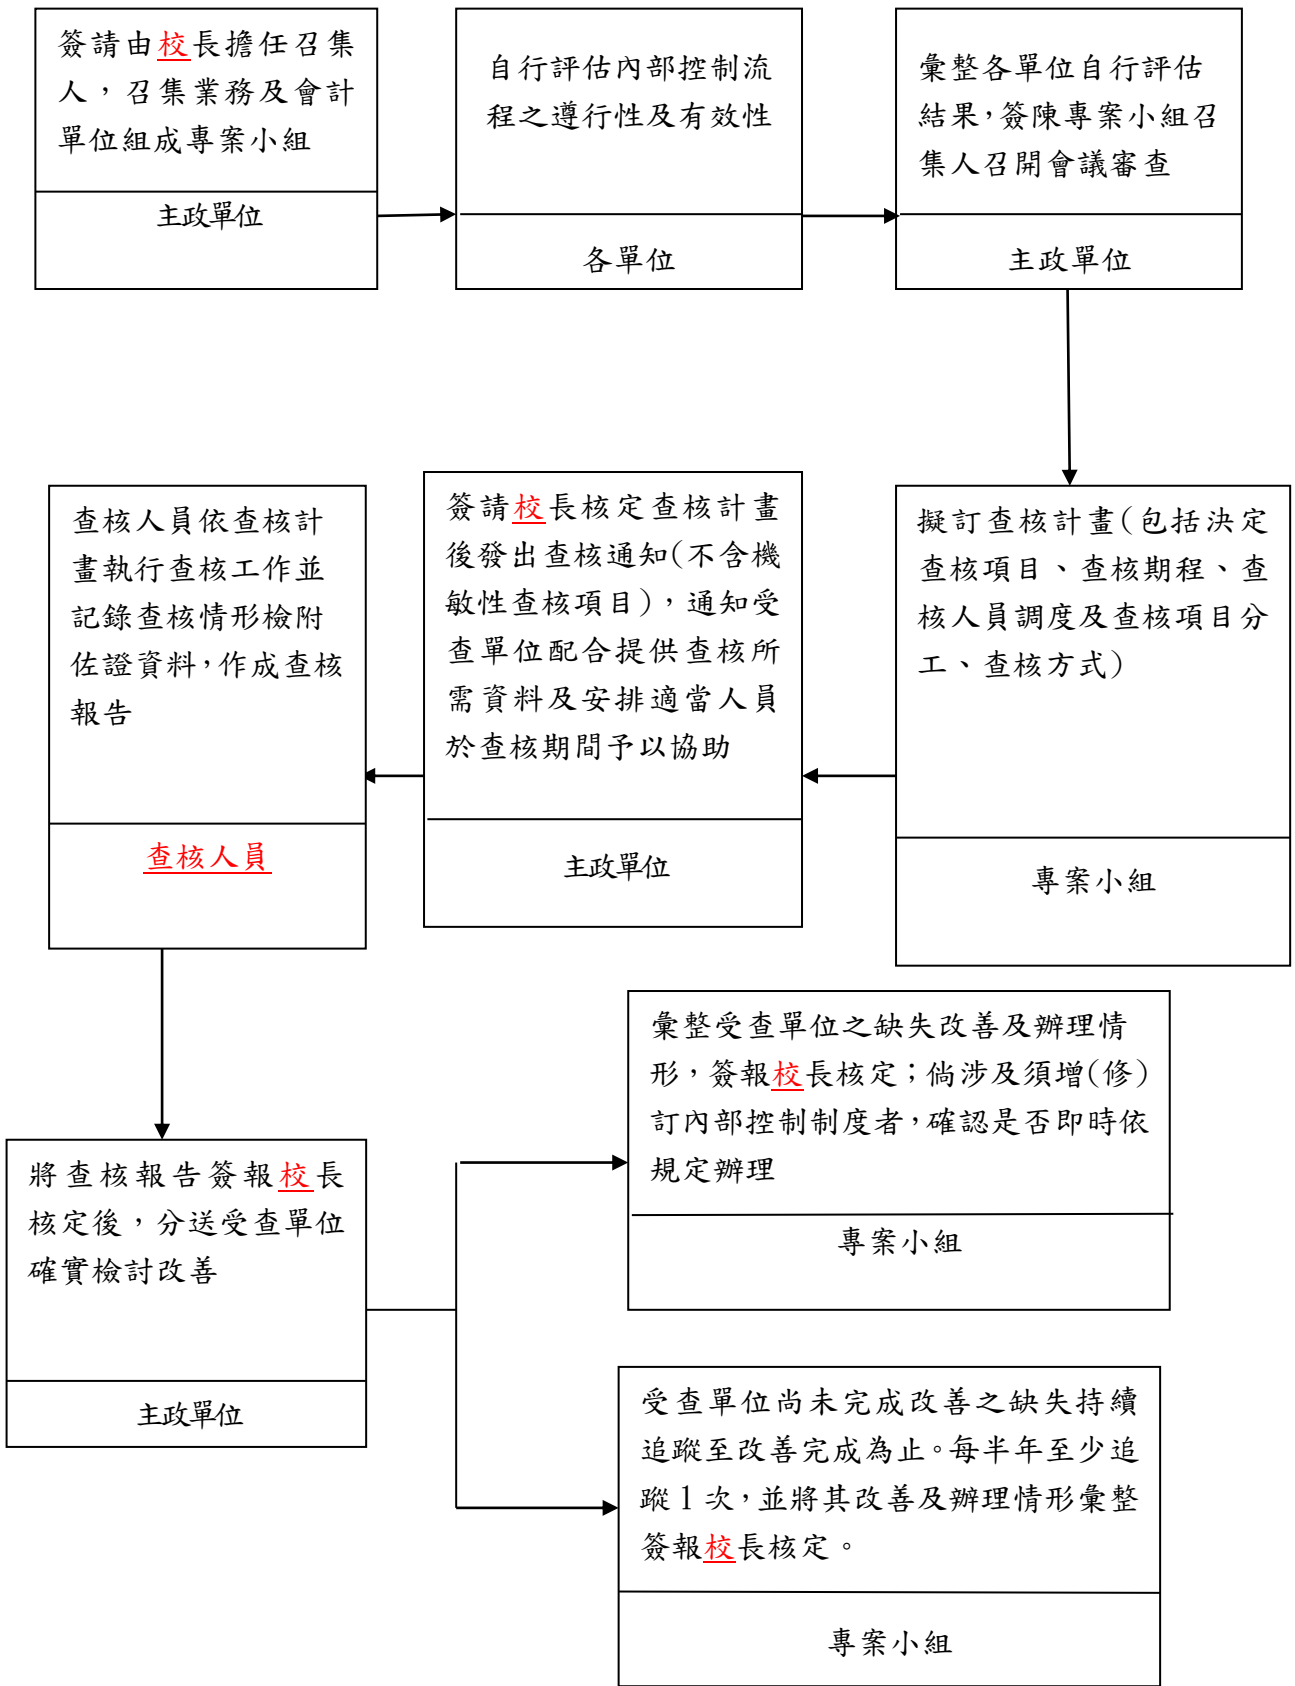 簽請由校長擔任召集
人，召集業務及會計
單位組成專案小組
主政單位
自行評估內部控制流
程之遵行性及有效性
各單位
彙整各單位自行評估
結果，簽陳專案小組召
集人召開會議審查
主政單位
擬訂查核計畫(包括決定
查核項目、查核期程、查
核人員調度及查核項目分
工、查核方式)
專案小組
簽請校長核定查核計畫
後發出查核通知(不含機
敏性查核項目)，通知受
查單位配合提供查核所
需資料及安排適當人員
於查核期間予以協助
主政單位
查核人員依查核計
畫執行查核工作並
記錄查核情形檢附
佐證資料，作成查核
報告
查核人員
將查核報告簽報校長
核定後，分送受查單位
確實檢討改善
主政單位
彙整受查單位之缺失改善及辦理情
形，簽報校長核定；倘涉及須增(修)
訂內部控制制度者，確認是否即時依
規定辦理
專案小組
受查單位尚未完成改善之缺失持續
追蹤至改善完成為止。每半年至少追
蹤1次，並將其改善及辦理情形彙整
簽報校長核定。
專案小組